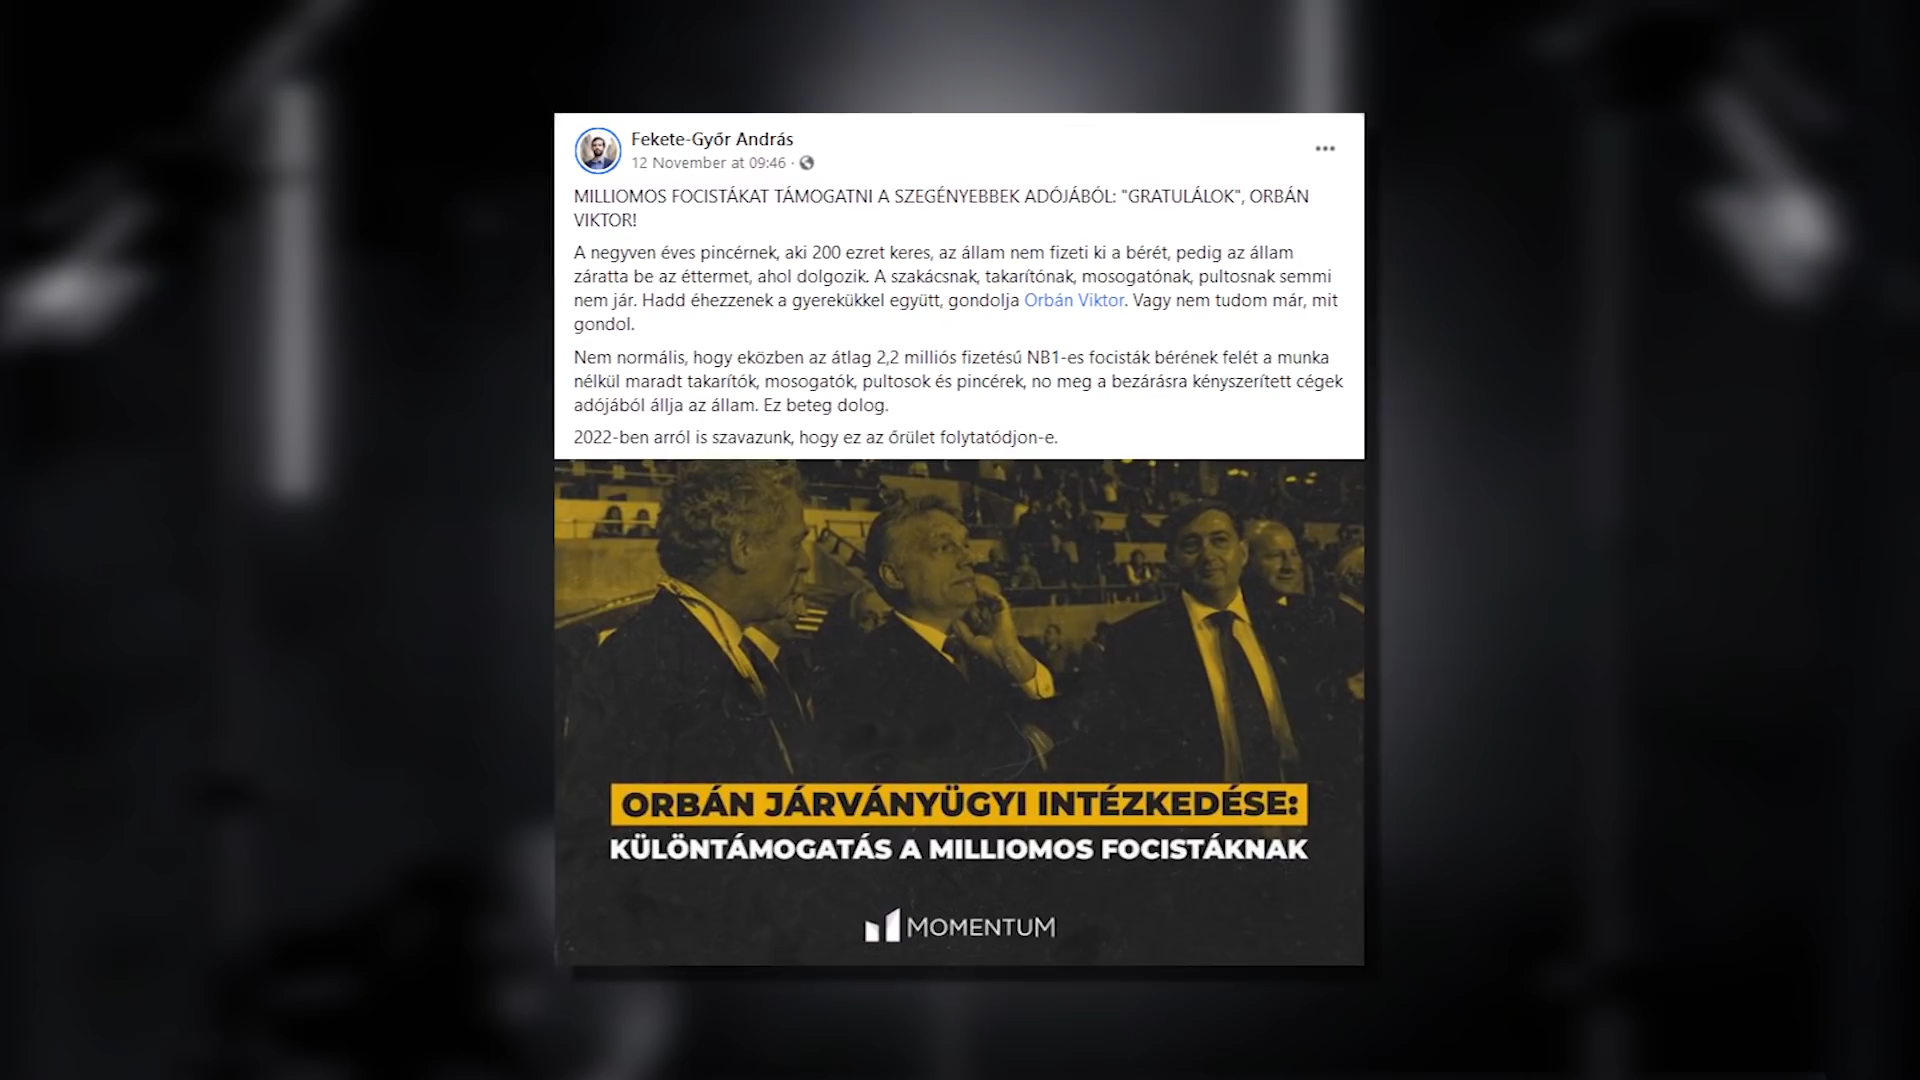 Fekete-Győr András
12 November at 09:46 ·
MILLIOMOS FOCISTÁKAT TÁMOGATNI A SZEGÉNYEBBEK ADÓJÁBÓL: "GRATULÁLOK", ORBÁN
VIKTOR!
A negyven éves pincérnek, aki 200 ezret keres, az állam nem fizeti ki a bérét, pedig az állam
záratta be az éttermet, ahol dolgozik. A szakácsnak, takarítónak, mosogatónak, pultosnak semmi
nem jár. Hadd éhezzenek a gyerekükkel együtt, gondolja Orbán Viktor. Vagy nem tudom már, mit
gondol.
Nem normális, hogy eközben az átlag 2,2 milliós fizetésű NB1-es focisták bérének felét a munka
nélkül maradt takarítók, mosogatók, pultosok és pincérek, no meg a bezárásra kényszerített cégek
adójából állja az állam. Ez beteg dolog.
2022-ben arról is szavazunk, hogy ez az őrület folytatódjon-e.
ORBÁN JÁRVÁNYÜGYI INTÉZKEDÉSE:
KÜLÖNTÁMOGATÁS A MILLIOMOS FOCISTÁKNAK
MOMENTUM